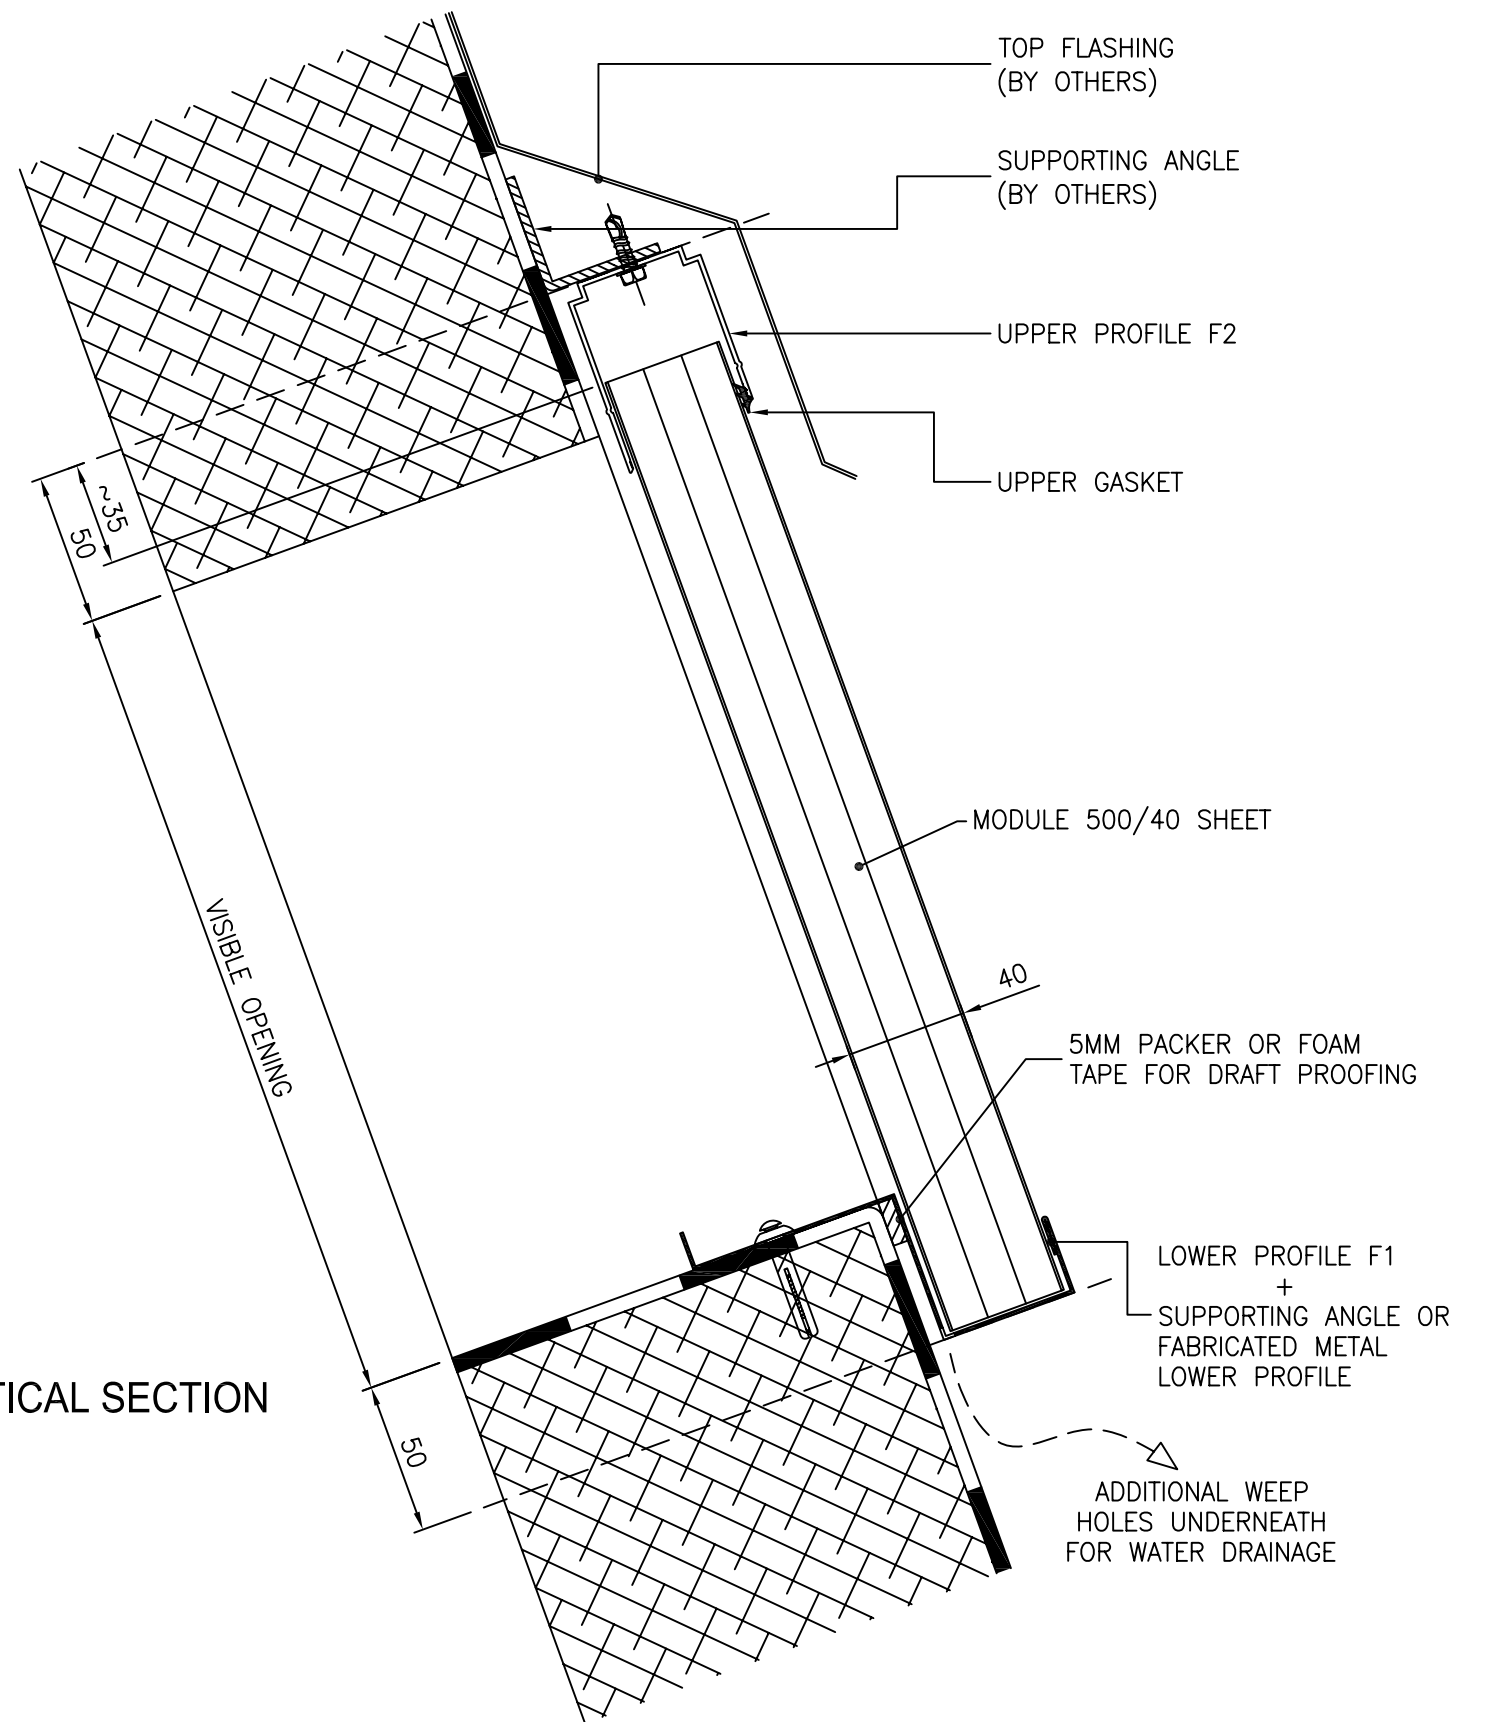 TOP FLASHING
(BY OTHERS)
SUPPORTING ANGLE
(BY OTHERS)
UPPER PROFILE F2
UPPER GASKET
~35
50
MODULE 500/40 SHEET
VISIBLE OPENING
40
5MM PACKER OR FOAM
TAPE FOR DRAFT PROOFING
LOWER PROFILE F1
+
SUPPORTING ANGLE OR
FABRICATED METAL
LOWER PROFILE
TICAL SECTION
50
ADDITIONAL WEEP
HOLES UNDERNEATH
FOR WATER DRAINAGE